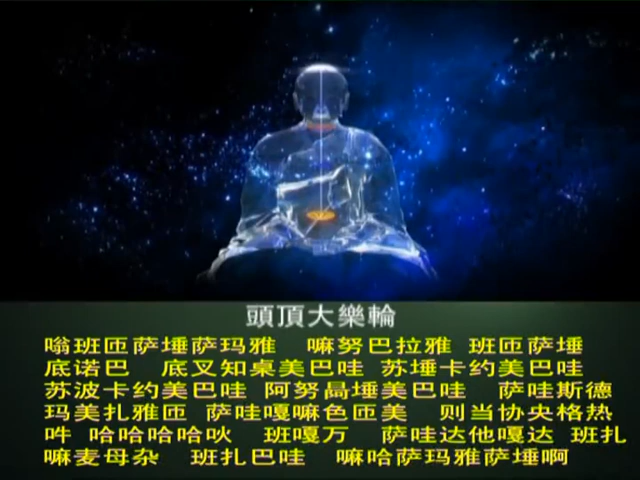 頭頂大樂輪
嗡班匝萨埵萨玛雅 嘛努巴拉雅 班匝萨埵
底诺巴 底叉知桌美巴哇 苏埵卡约美巴哇
苏波卡约美巴哇 阿努晶埵美巴哇 萨哇斯德
玛美扎雅匝 萨哇嘎嘛色匝美 则当协央格热
吽 哈哈哈哈吙 班嘎万 萨哇达他嘎达 班扎
嘛麦母杂 班扎巴哇 嘛哈萨玛雅萨埵啊